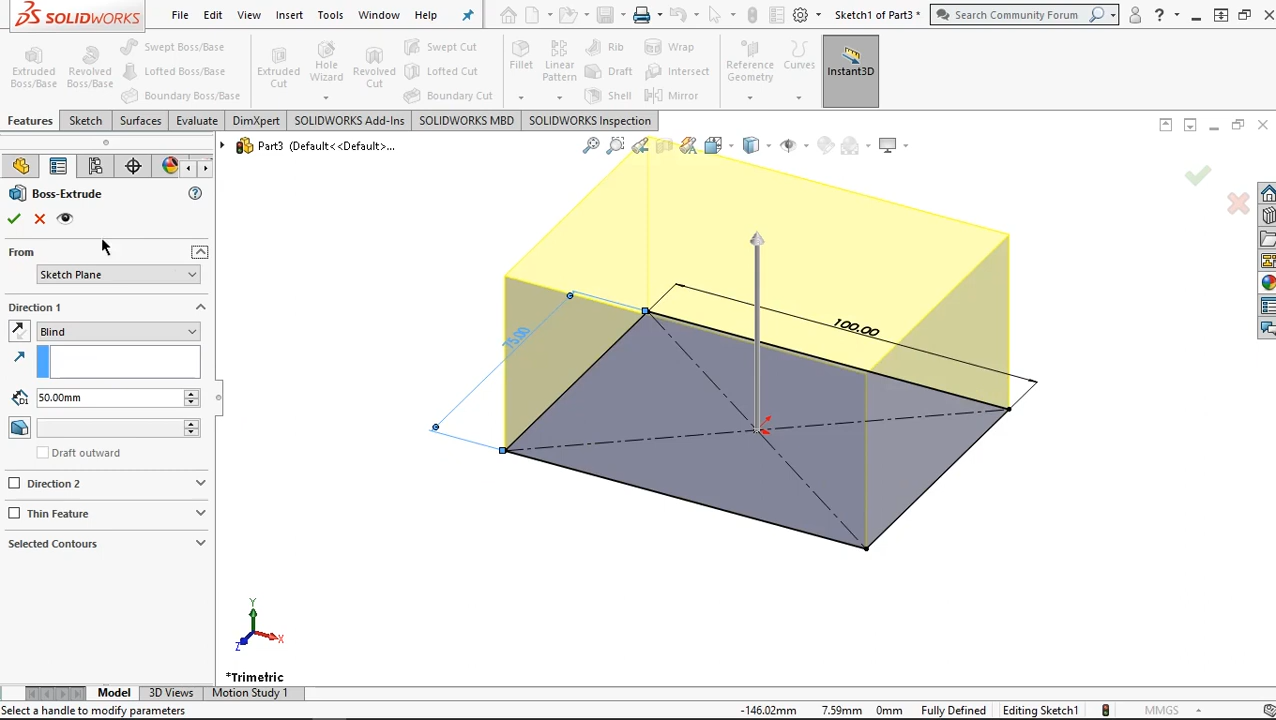 SOLIDWORKS File Edit View Insert Tools Window Help Sketch1 of Part3 * Search Community Forum ?
Extruded Boss/Base
Revolved Boss/Base
Swept Boss/Base
Lofted Boss/Base
Boundary Boss/Base
Extruded Cut
Hole Wizard
Revolved Cut
Swept Cut
Lofted Cut
Boundary Cut
Fillet
Linear Pattern
Rib
Draft
Shell
Wrap
Intersect
Mirror
Reference Geometry
Curves
Instant3D
Features Sketch Surfaces Evaluate DimXpert SOLIDWORKS Add-Ins SOLIDWORKS MBD SOLIDWORKS Inspection
Part3 (Default<<Default>...
Boss-Extrude
From
Sketch Plane
Direction 1
Blind
50.00mm
Draft outward
Direction 2
Thin Feature
Selected Contours
75.00
100.00
Y
Z
X
*Trimetric
Model 3D Views Motion Study 1
Select a handle to modify parameters -146.02mm 7.59mm 0mm Fully Defined Editing Sketch1 MMGS